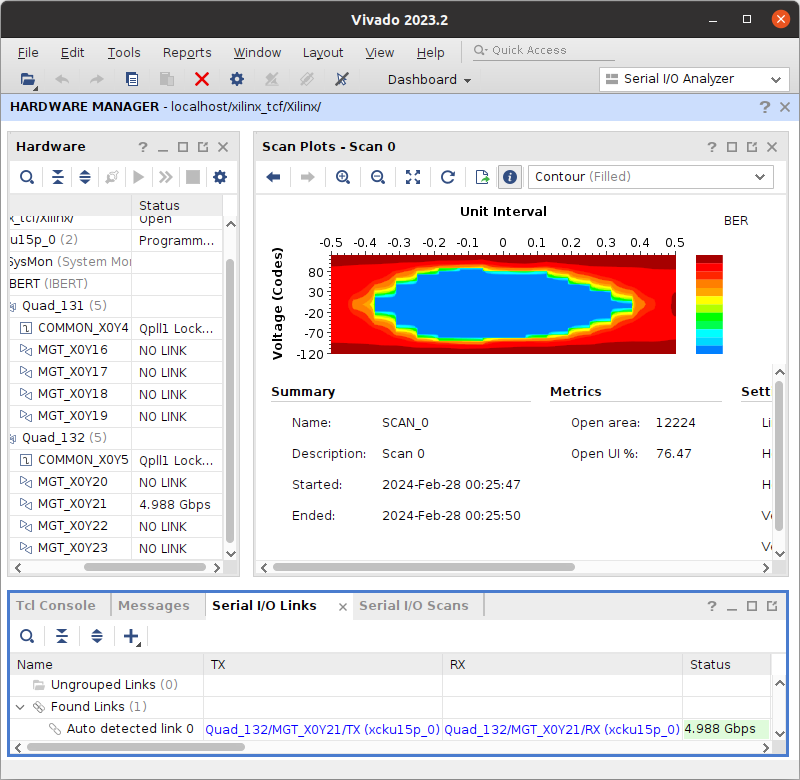 Vivado 2023.2
File Edit Tools Reports Window Layout View Help Quick Access
Dashboard Serial I/O Analyzer
HARDWARE MANAGER - localhost/xilinx_tcf/Xilinx/
Hardware
Status
x_tcf/Xilinx/ Open
u15p_0 (2) Programm...
SysMon (System Mo
BERT (IBERT)
Quad_131 (5)
COMMON_X0Y4 Qpll1 Lock...
MGT_X0Y16 NO LINK
MGT_X0Y17 NO LINK
MGT_X0Y18 NO LINK
MGT_X0Y19 NO LINK
Quad_132 (5)
COMMON_X0Y5 Qpll1 Lock...
MGT_X0Y20 NO LINK
MGT_X0Y21 4.988 Gbps
MGT_X0Y22 NO LINK
MGT_X0Y23 NO LINK
Scan Plots - Scan 0
Contour (Filled)
Unit Interval
BER
-0.5 -0.4 -0.3 -0.2 -0.1 0 0.1 0.2 0.3 0.4 0.5
Voltage (Codes)
80
30
-20
-70
-120
Summary Metrics Sett
Name: SCAN_0 Open area: 12224 Li
Description: Scan 0 Open UI %: 76.47 H
Started: 2024-Feb-28 00:25:47 H
Ended: 2024-Feb-28 00:25:50 V
V
Tcl Console Messages Serial I/O Links Serial I/O Scans
Name TX RX Status
Ungrouped Links (0)
Found Links (1)
Auto detected link 0 Quad_132/MGT_X0Y21/TX (xcku15p_0) Quad_132/MGT_X0Y21/RX (xcku15p_0) 4.988 Gbps